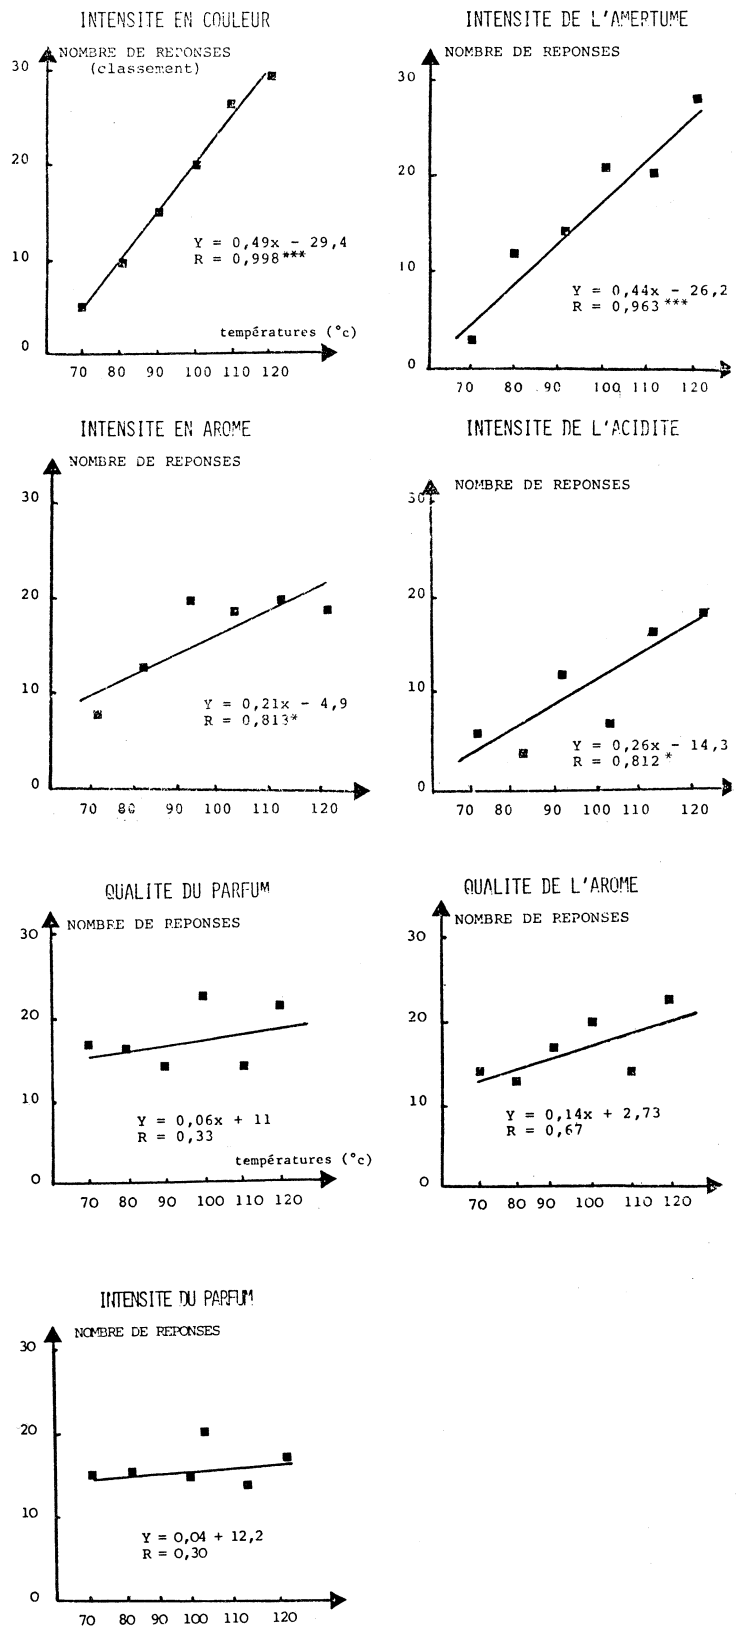 INTENSITE EN COULEUR
NOMBRE DE REPONSES
(classement)
30
20
10
0
Y = 0,49x - 29,4
R = 0,998***
températures (°c)
70 80 90 100 110 120
INTENSITE DE L'AMERTUME
NOMBRE DE REPONSES
30
20
10
0
Y = 0,44x - 26,2
R = 0,963***
70 80 90 100 110 120
INTENSITE EN AROME
NOMBRE DE REPONSES
30
20
10
0
Y = 0,21x - 4,9
R = 0,813*
70 80 90 100 110 120
INTENSITE DE L'ACIDITE
NOMBRE DE REPONSES
30
20
10
0
Y = 0,26x - 14,3
R = 0,812*
70 80 90 100 110 120
QUALITE DU PARFUM
NOMBRE DE REPONSES
30
20
10
0
Y = 0,06x + 11
R = 0,33
températures (°c)
70 80 90 100 110 120
QUALITE DE L'AROME
NOMBRE DE REPONSES
30
20
10
0
Y = 0,14x + 2,73
R = 0,67
70 80 90 100 110 120
INTENSITE DU PARFUM
NOMBRE DE REPONSES
30
20
10
0
Y = 0,04 + 12,2
R = 0,30
70 80 90 100 110 120